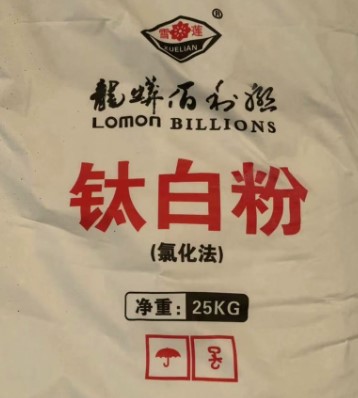 ®
雪莲
XUELIAN
龍蟒佰利聯
LOMON BILLIONS
钛白粉
(氯化法)
净重: 25KG